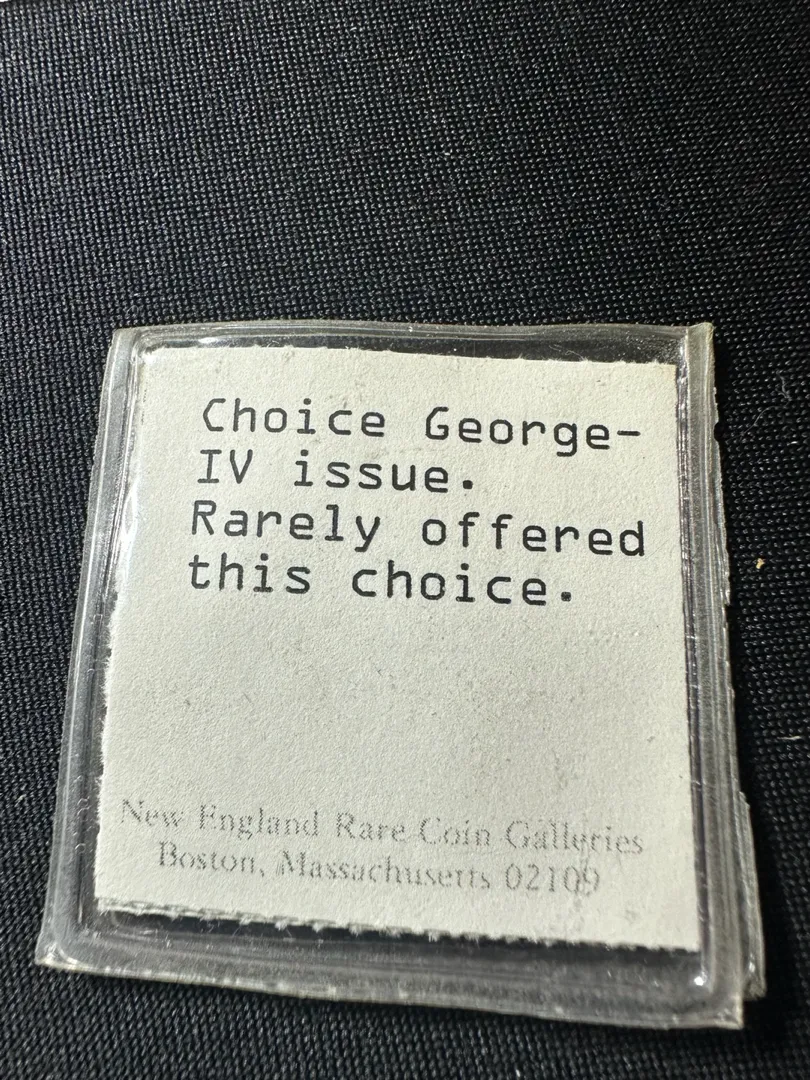 Choice George-
IV issue.
Rarely offered
this choice.
New England Rare Coin Galleries
Boston, Massachusetts 02109